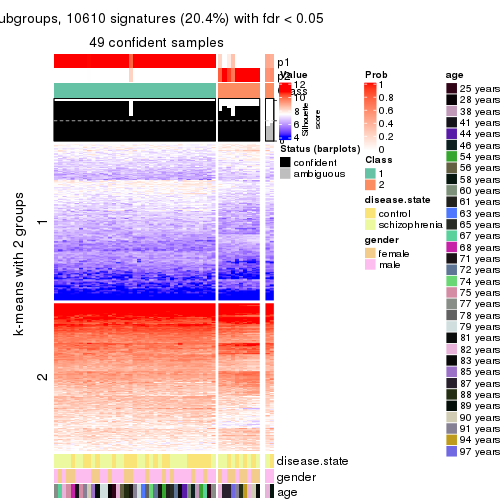 ubgroups, 10610 signatures (20.4%) with fdr < 0.05
49 confident samples
p1
p2
Class
k-means with 2 groups
1
2
Value
12
10
8
6
4
Silhouette score
Status (barplots)
confident
ambiguous
Prob
1
0.8
0.6
0.4
0.2
0
Class
1
2
disease.state
control
schizophrenia
gender
female
male
age
25 years
28 years
38 years
41 years
44 years
46 years
54 years
56 years
58 years
60 years
61 years
63 years
65 years
67 years
68 years
71 years
72 years
74 years
75 years
77 years
78 years
79 years
81 years
82 years
83 years
85 years
87 years
88 years
89 years
90 years
91 years
94 years
97 years
disease.state
gender
age